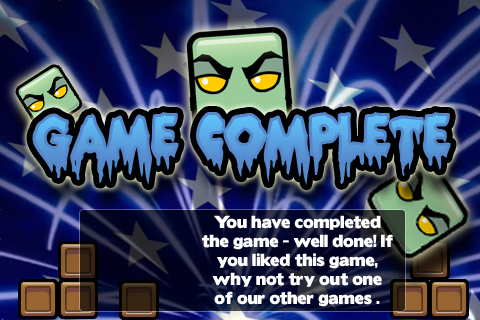 GAME COMPLETE
You have completed
the game - well done! If
you liked this game,
why not try out one
of our other games .